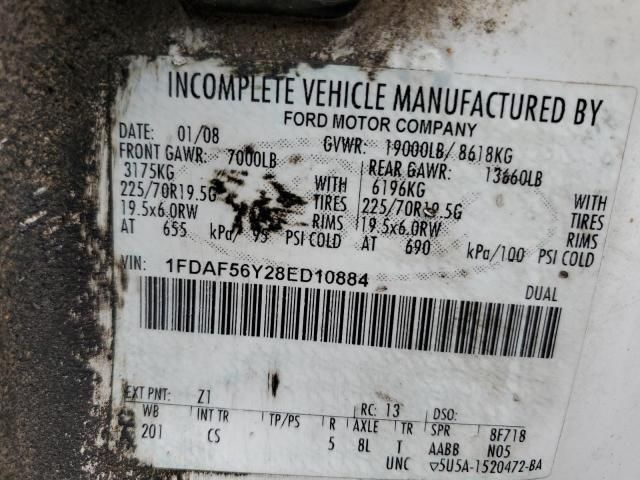 INCOMPLETE VEHICLE MANUFACTURED BY
FORD MOTOR COMPANY
DATE: 01/08 GVWR: 19000LB/ 8618KG
FRONT GAWR: 7000LB REAR GAWR: 13660LB
3175KG WITH 6196KG WITH
225/70R19.5G TIRES 225/70R19.5G TIRES
19.5x6.0RW RIMS 19.5x6.0RW RIMS
AT 655 kPa/ 95 PSI COLD AT 690 kPa/100 PSI COLD
VIN: 1FDAF56Y28ED10884
DUAL
EXT PNT: Z1 RC: 13 DSO:
WB INT TR TP/PS R AXLE TR SPR 8F718
201 CS 5 8L T AABB N05
UNC ▽5U5A-1520472-BA